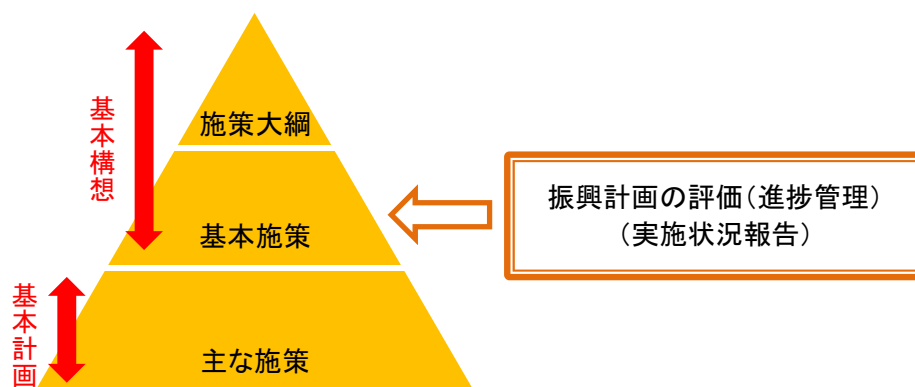 基本構想
施策大綱
基本施策
振興計画の評価(進捗管理)
(実施状況報告)
基本計画
主な施策